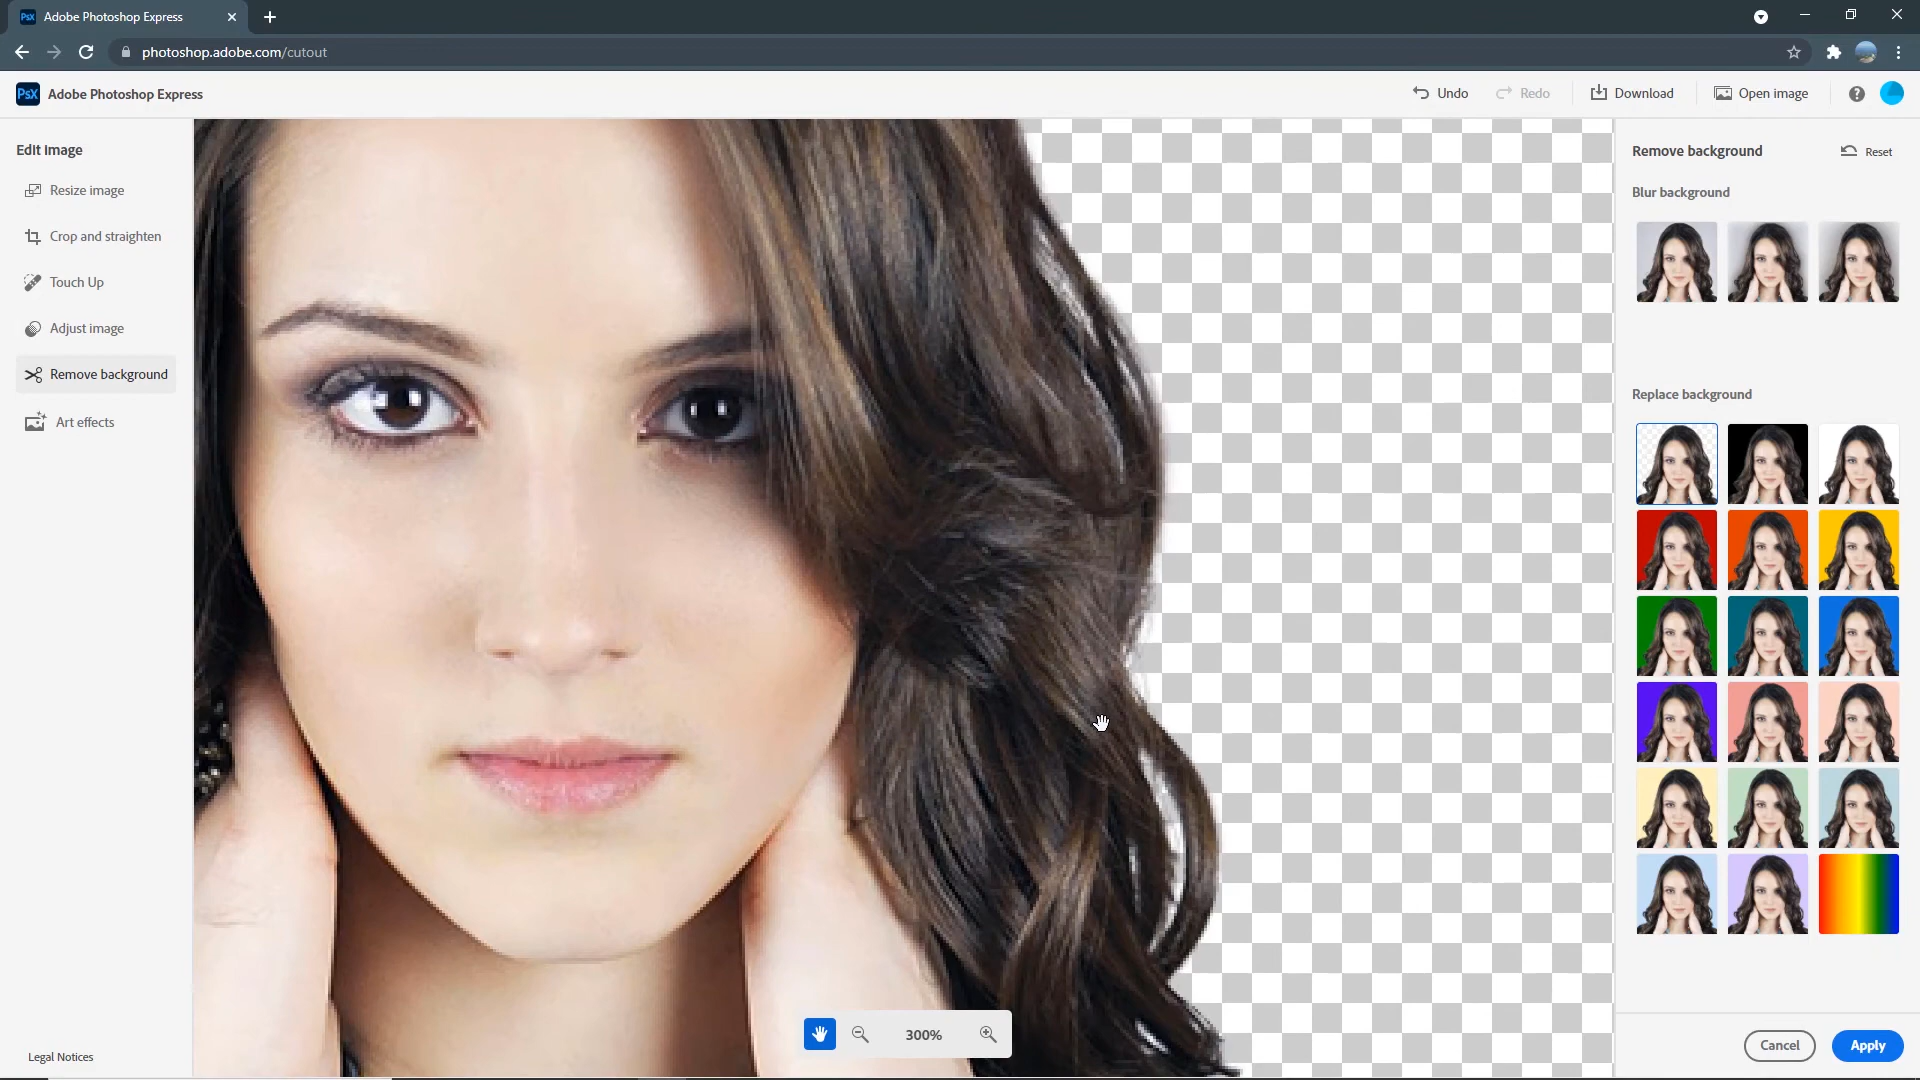 PsX Adobe Photoshop Express
photoshop.adobe.com/cutout
PsX Adobe Photoshop Express
Undo Redo Download Open image ?
Edit image
Resize image
Crop and straighten
Touch Up
Adjust image
Remove background
Art effects
Legal Notices
300%
Remove background Reset
Blur background
Replace background
Cancel Apply